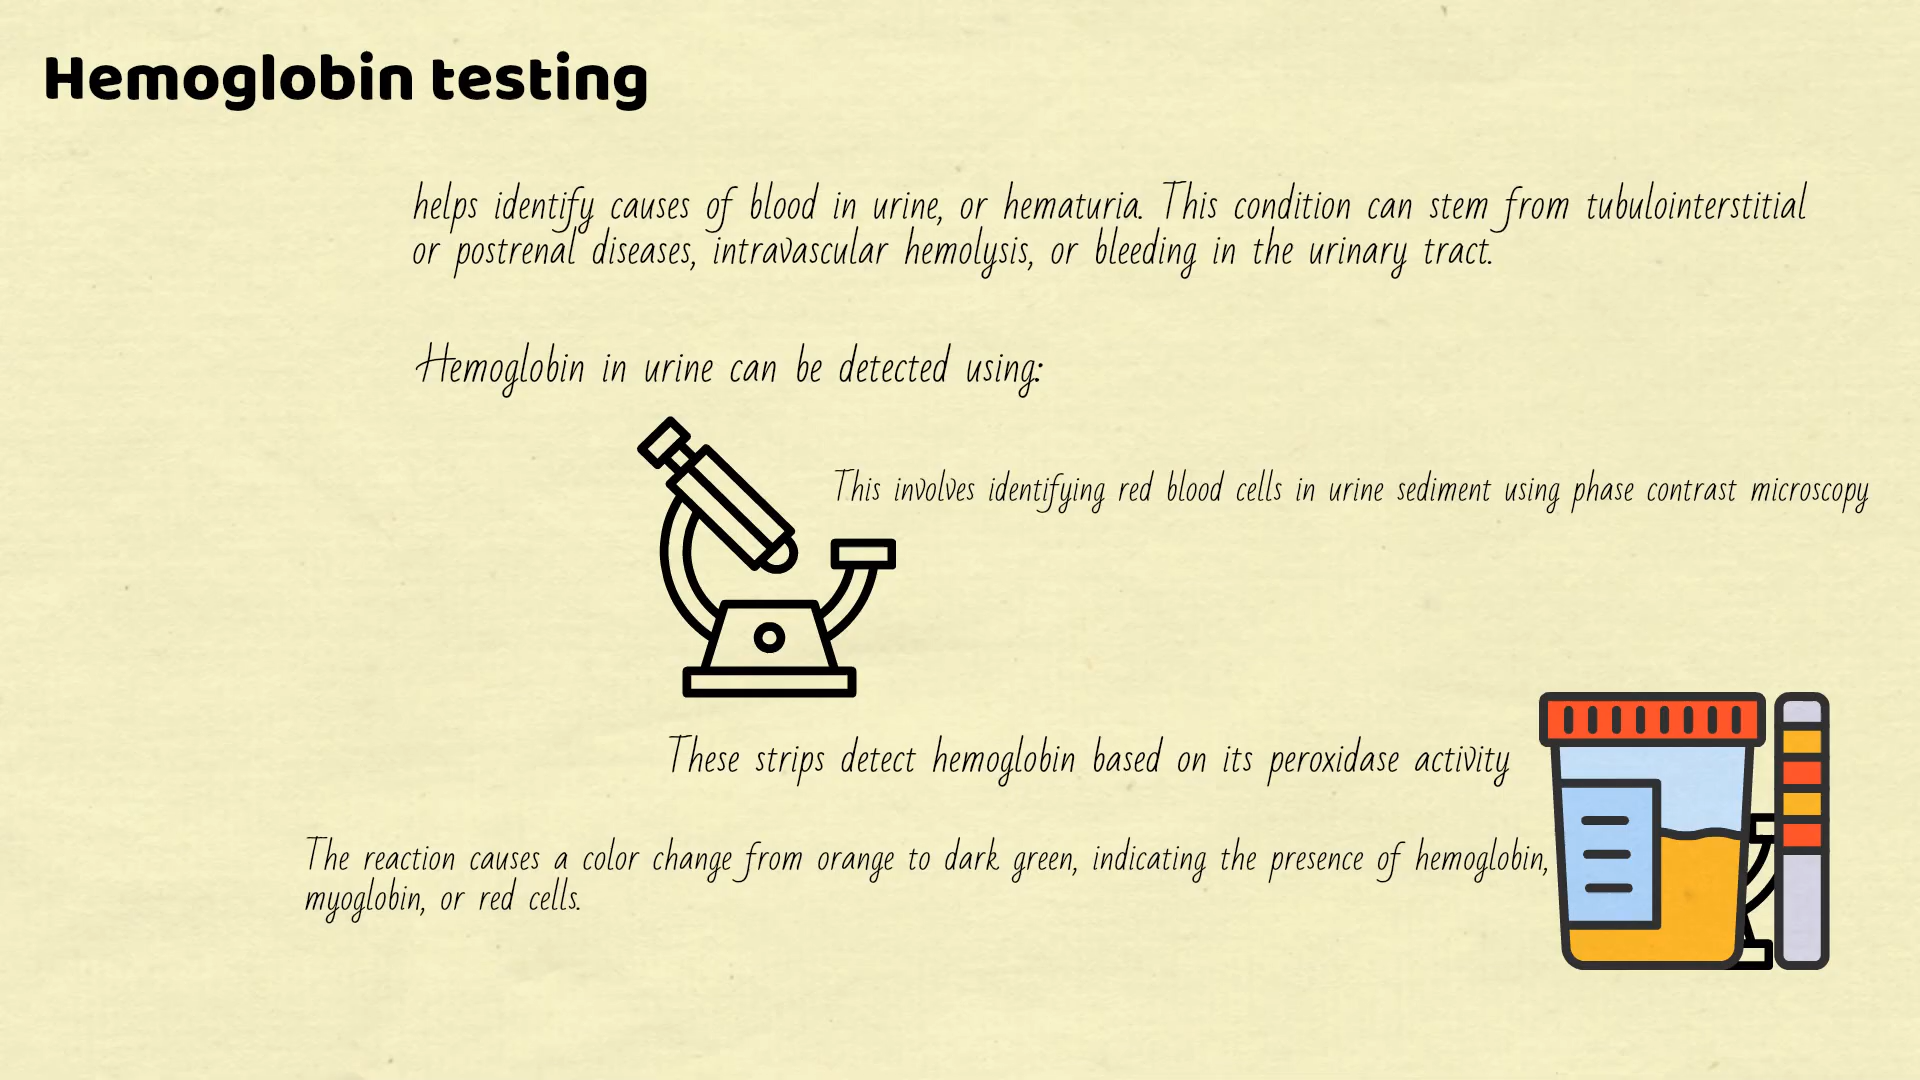 Hemoglobin testing
helps identify causes of blood in urine, or hematuria. This condition can stem from tubulointerstitial
or postrenal diseases, intravascular hemolysis, or bleeding in the urinary tract.
Hemoglobin in urine can be detected using:
This involves identifying red blood cells in urine sediment using phase contrast microscopy
These strips detect hemoglobin based on its peroxidase activity
The reaction causes a color change from orange to dark green, indicating the presence of hemoglobin,
myoglobin, or red cells.